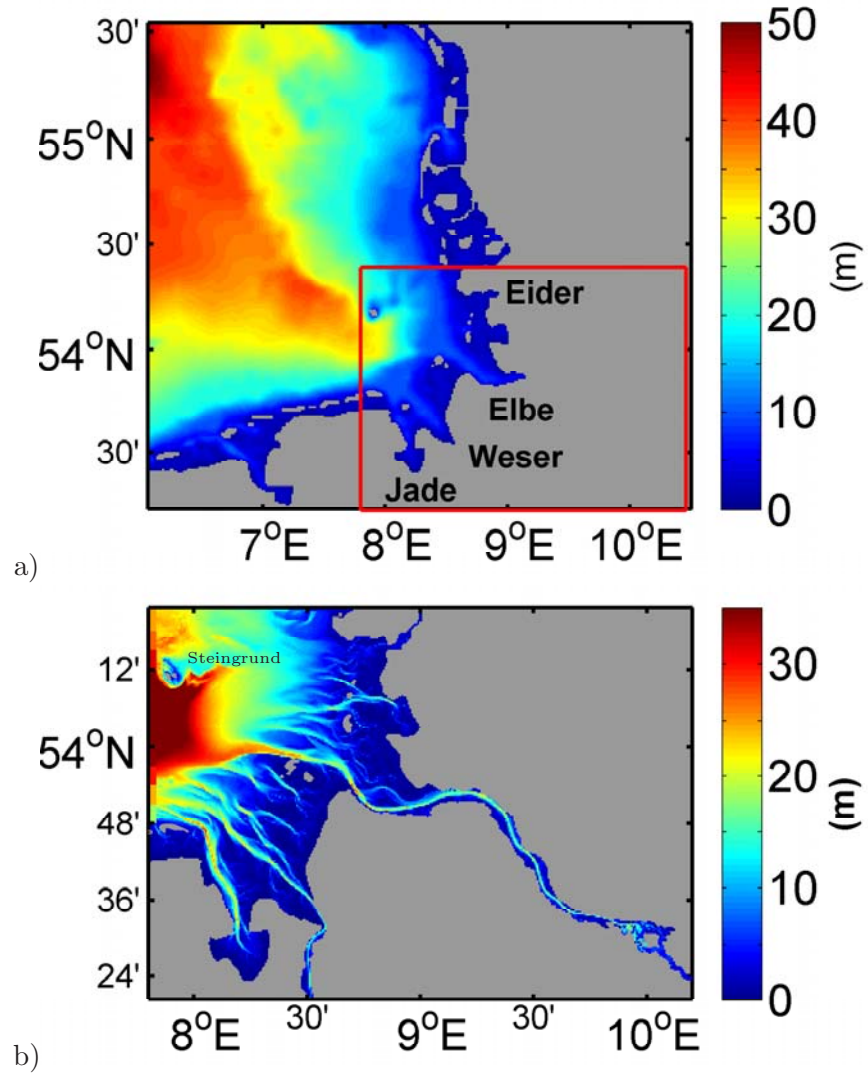 30'
50
55°N
40
30'
30
(m)
Eider
54°N
20
Elbe
10
30'
Weser
Jade
0
7°E 8°E 9°E 10°E
a)
12'
Steingrund
30
54°N
20
(m)
48'
10
36'
24'
0
8°E 30' 9°E 30' 10°E
b)